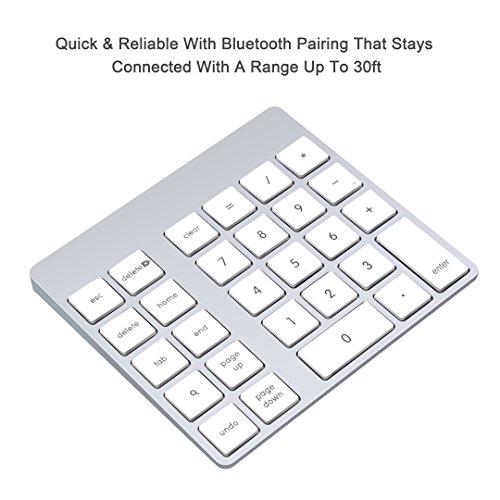 Quick & Reliable With Bluetooth Pairing That Stays
Connected With A Range Up To 30ft
clear = / *
7 8 9 −
4 5 6 +
1 2 3 enter
0 .
esc delete
delete home
tab end
page
up
undo page
down